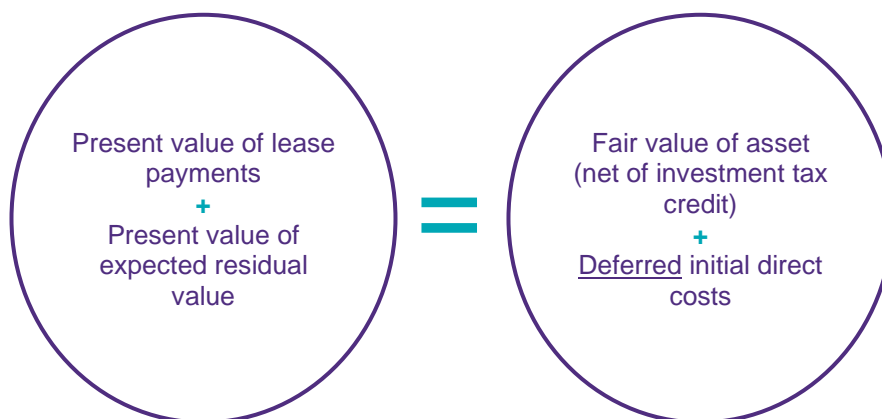 Present value of lease
payments
+
Present value of
expected residual
value
=
Fair value of asset
(net of investment tax
credit)
+
Deferred initial direct
costs